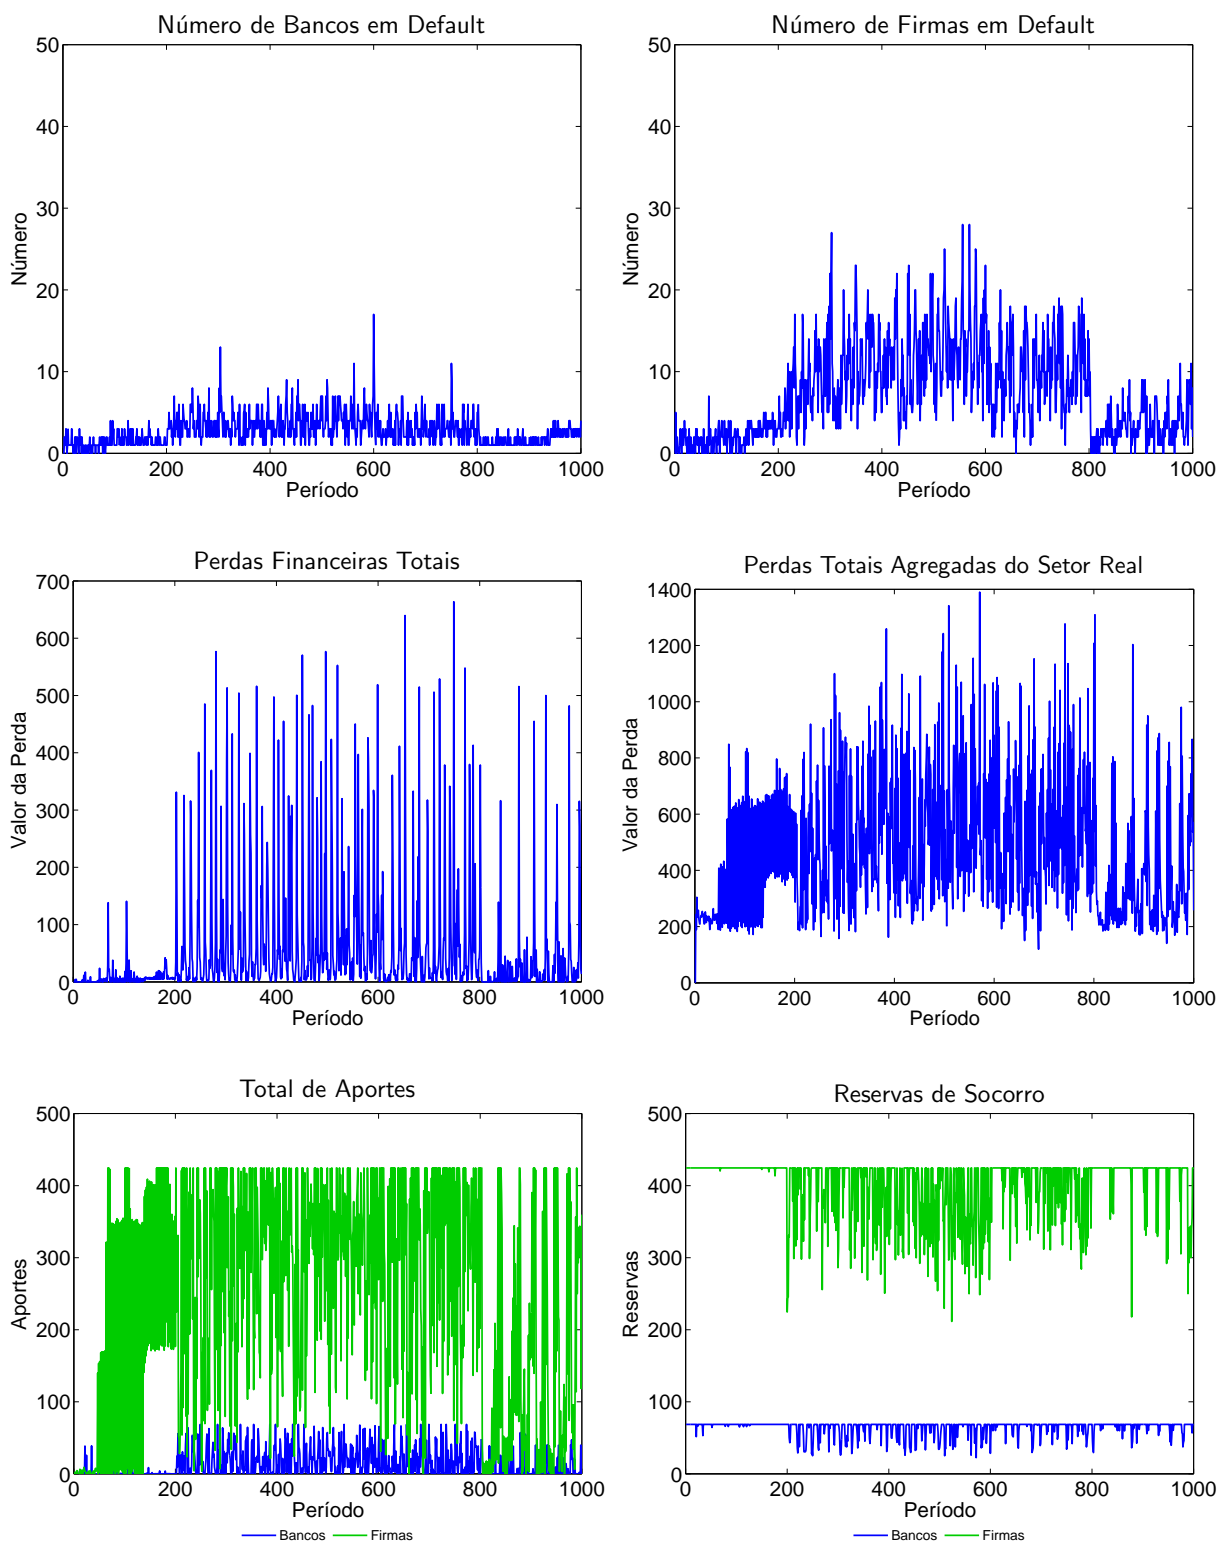 Número de Bancos em Default
50
40
30
20
10
0
0 200 400 600 800 1000
Número
Período
Número de Firmas em Default
50
40
30
20
10
0
0 200 400 600 800 1000
Número
Período
Perdas Financeiras Totais
700
600
500
400
300
200
100
0
0 200 400 600 800 1000
Valor da Perda
Período
Perdas Totais Agregadas do Setor Real
1400
1200
1000
800
600
400
200
0
0 200 400 600 800 1000
Valor da Perda
Período
Total de Aportes
500
400
300
200
100
0
0 200 400 600 800 1000
Aportes
Período
Bancos Firmas
Reservas de Socorro
500
400
300
200
100
0
0 200 400 600 800 1000
Reservas
Período
Bancos Firmas